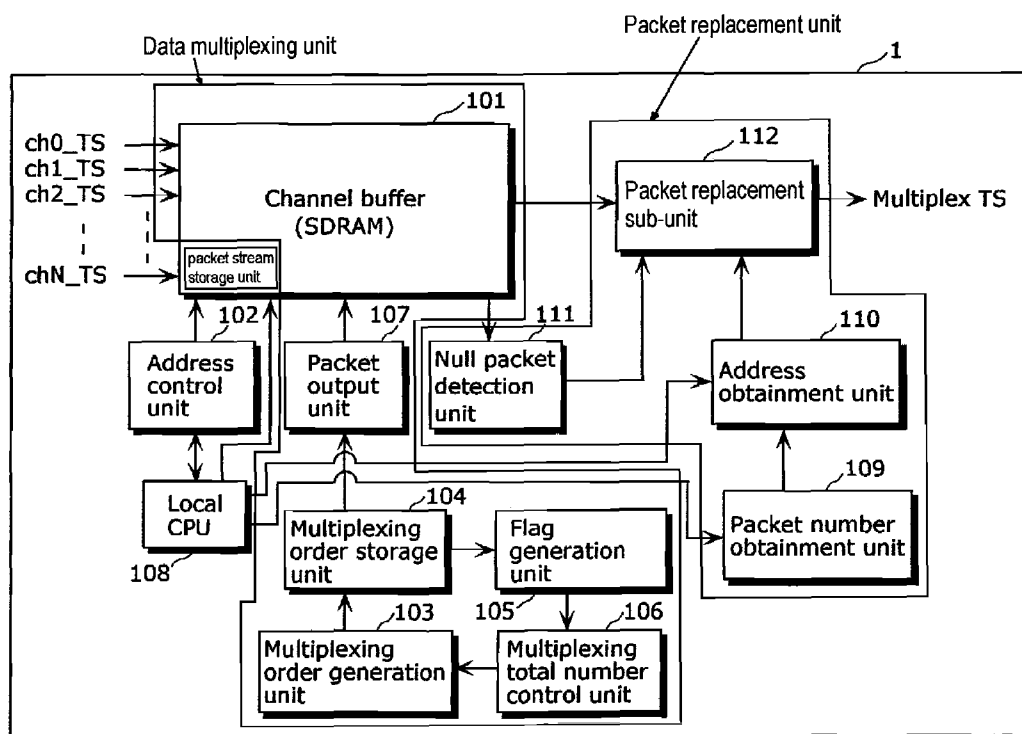 Packet replacement unit
Data multiplexing unit
1
101
ch0_TS
ch1_TS
ch2_TS
chN_TS
Channel buffer
(SDRAM)
packet stream
storage unit
112
Packet replacement
sub-unit
Multiplex TS
102
Address
control
unit
107
Packet
output
unit
111
Null packet
detection
unit
110
Address
obtainment unit
Local
CPU
108
104
Multiplexing
order storage
unit
Flag
generation
unit
105
109
Packet number
obtainment unit
103
Multiplexing
order generation
unit
106
Multiplexing
total number
control unit